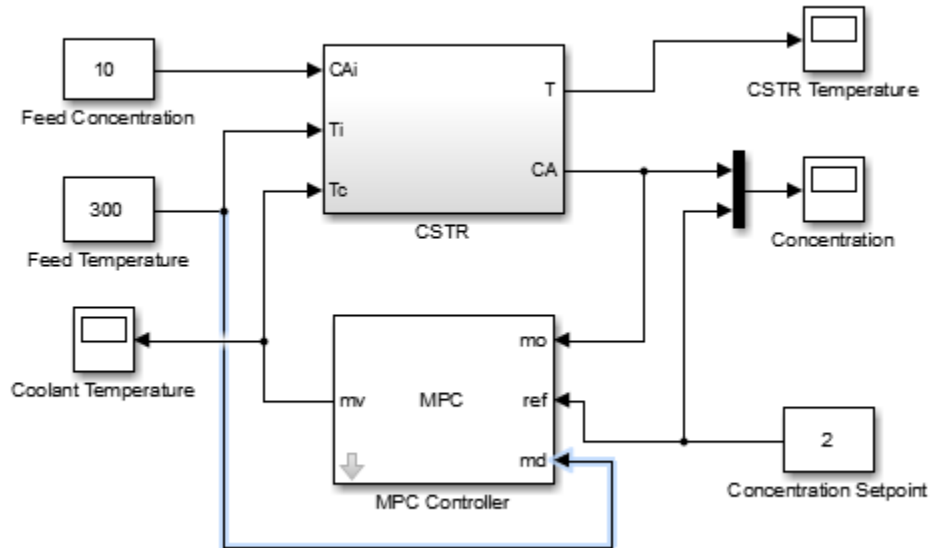 10
Feed Concentration
CAi
Ti
Tc
T
CA
CSTR
CSTR Temperature
300
Feed Temperature
Concentration
Coolant Temperature
mo
mv
MPC
ref
md
MPC Controller
2
Concentration Setpoint